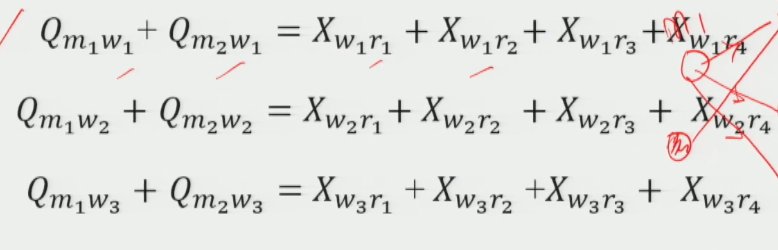 Q_{m_1w_1} + Q_{m_2w_1} = X_{w_1r_1} + X_{w_1r_2} + X_{w_1r_3} + X_{w_1r_4}
Q_{m_1w_2} + Q_{m_2w_2} = X_{w_2r_1} + X_{w_2r_2} + X_{w_2r_3} + X_{w_2r_4}
Q_{m_1w_3} + Q_{m_2w_3} = X_{w_3r_1} + X_{w_3r_2} + X_{w_3r_3} + X_{w_3r_4}